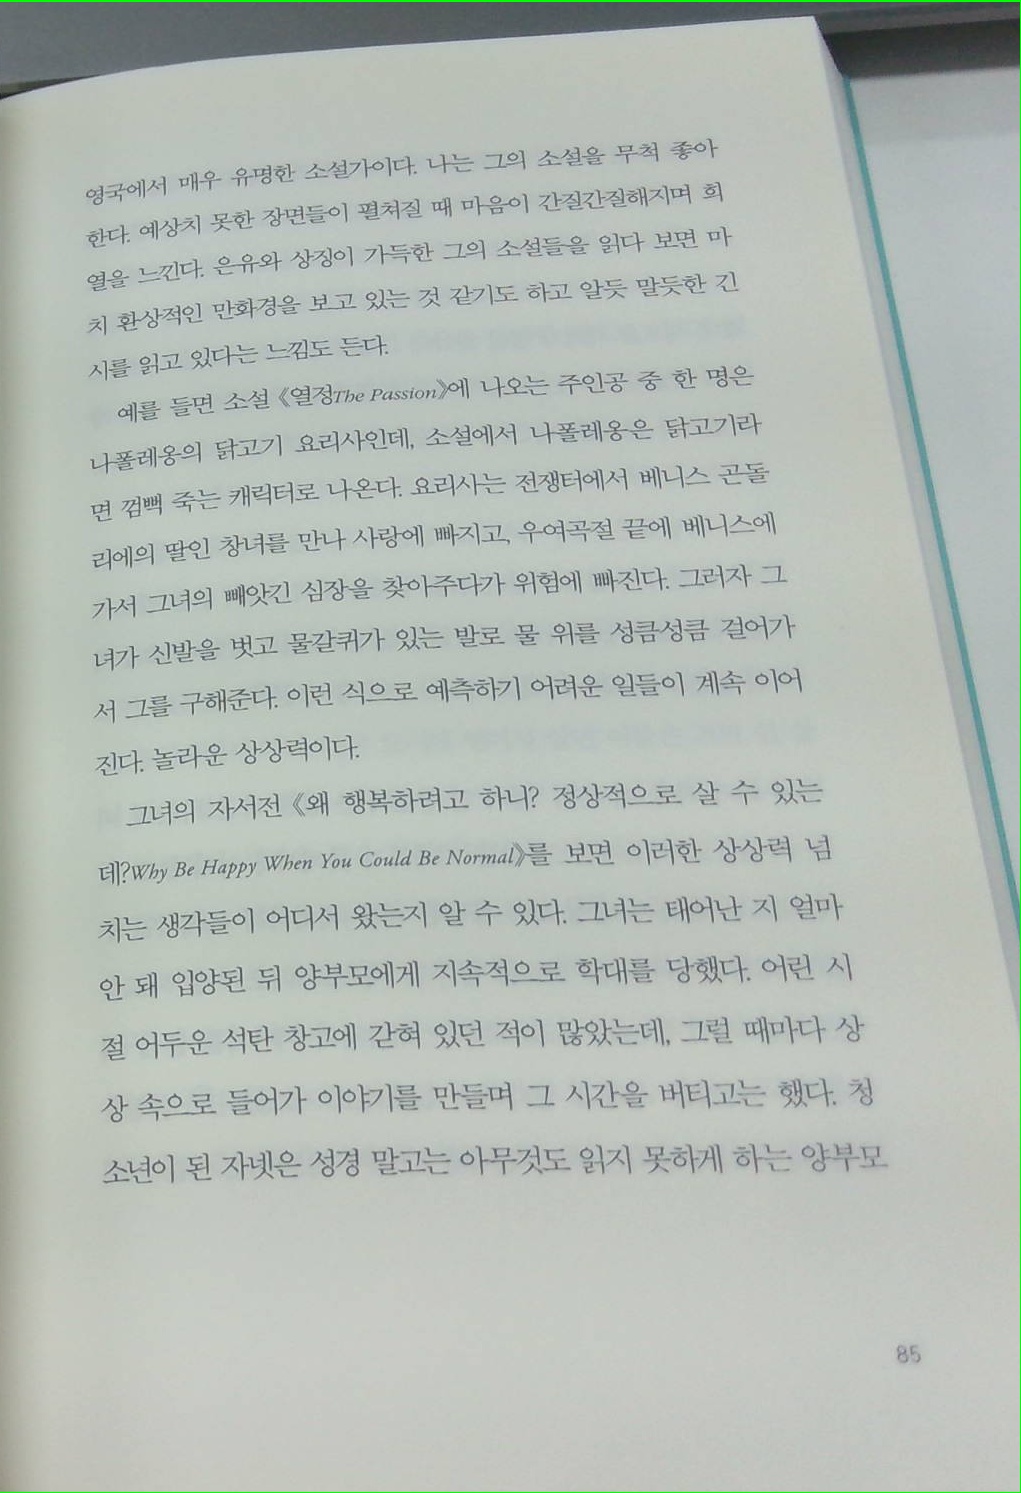 영국에서 매우 유명한 소설가이다. 나는 그의 소설을 무척 좋아
한다. 예상치 못한 장면들이 펼쳐질 때 마음이 간질간질해지며 희
열을 느낀다. 은유와 상징이 가득한 그의 소설들을 읽다 보면 마
치 환상적인 만화경을 보고 있는 것 같기도 하고 알듯 말듯한 긴
시를 읽고 있다는 느낌도 든다.
예를 들면 소설 《열정The Passion》에 나오는 주인공 중 한 명은
나폴레옹의 닭고기 요리사인데, 소설에서 나폴레옹은 닭고기라
면 껌뻑 죽는 캐릭터로 나온다. 요리사는 전쟁터에서 베니스 곤돌
리에의 딸인 창녀를 만나 사랑에 빠지고, 우여곡절 끝에 베니스에
가서 그녀의 빼앗긴 심장을 찾아주다가 위험에 빠진다. 그러자 그
녀가 신발을 벗고 물갈퀴가 있는 발로 물 위를 성큼성큼 걸어가
서 그를 구해준다. 이런 식으로 예측하기 어려운 일들이 계속 이어
진다. 놀라운 상상력이다.
그녀의 자서전 《왜 행복하려고 하니? 정상적으로 살 수 있는
데?Why Be Happy When You Could Be Normal》를 보면 이러한 상상력 넘
치는 생각들이 어디서 왔는지 알 수 있다. 그녀는 태어난 지 얼마
안 돼 입양된 뒤 양부모에게 지속적으로 학대를 당했다. 어린 시
절 어두운 석탄 창고에 갇혀 있던 적이 많았는데, 그럴 때마다 상
상 속으로 들어가 이야기를 만들며 그 시간을 버티고는 했다. 청
소년이 된 자넷은 성경 말고는 아무것도 읽지 못하게 하는 양부모
85